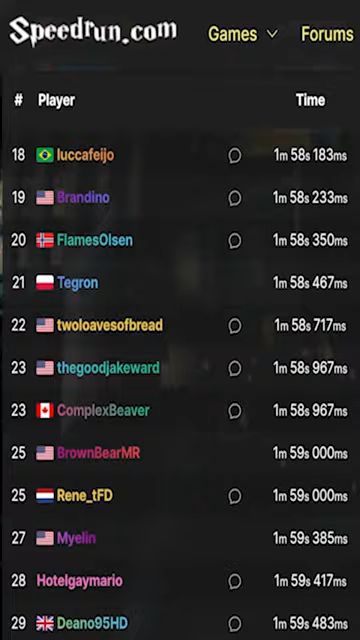 Speedrun.com Games Forums
# Player Time
18 luccafeijo 1m 58s 183ms
19 Brandino 1m 58s 233ms
20 FlamesOlsen 1m 58s 350ms
21 Tegron 1m 58s 467ms
22 twoloavesofbread 1m 58s 717ms
23 thegoodjakeward 1m 58s 967ms
23 ComplexBeaver 1m 58s 967ms
25 BrownBearMR 1m 59s 000ms
25 Rene_tFD 1m 59s 000ms
27 Myelin 1m 59s 385ms
28 Hotelgaymario 1m 59s 417ms
29 Deano95HD 1m 59s 483ms